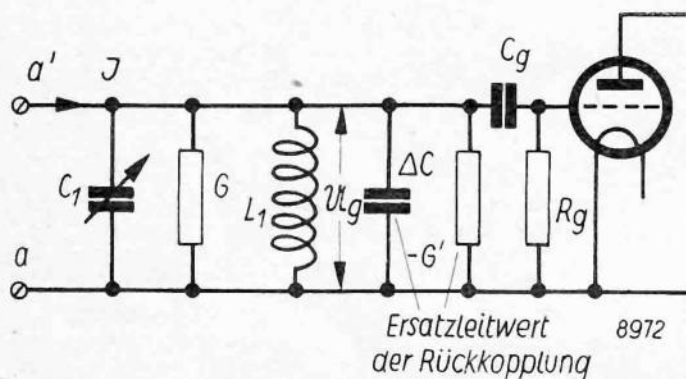 a' J
Cg
C1
G
L1
𝔘g
ΔC
-G'
Rg
a
Ersatzleitwert
der Rückkopplung
8972